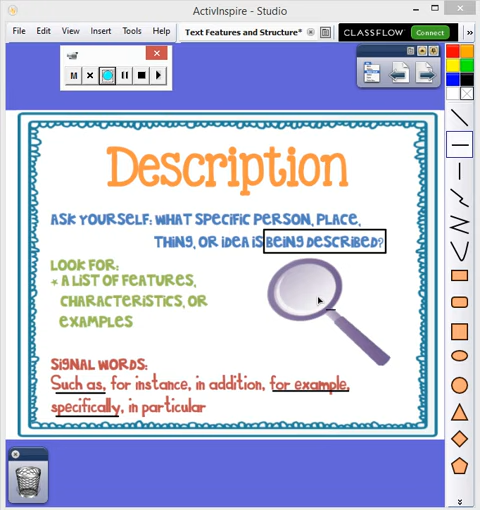 ActivInspire - Studio
File Edit View Insert Tools Help Text Features and Structure* CLASSFLOW Connect
M
Description
ASK YOURSELF: WHAT SPECIFIC PERSON, PLACE,
THING, OR IDEA IS BEING DESCRIBED?
LOOK FOR:
* A LIST OF FEATURES,
CHARACTERISTICS, OR
EXAMPLES
SIGNAL WORDS:
Such as, for instance, in addition, for example,
specifically, in particular